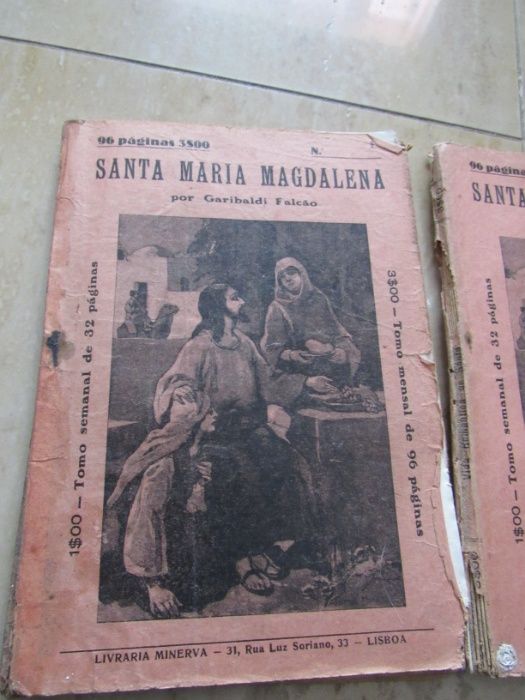 96 páginas 3$00 N.
SANTA MARIA MAGDALENA
por Garibaldi Falcão
1$00 — Tomo semanal de 32 páginas
3$00 — Tomo mensal de 96 páginas
LIVRARIA MINERVA — 31, Rua Luz Soriano, 33 — LISBOA
96 página
SANTA
1$00 — Tomo semanal de 32 páginas